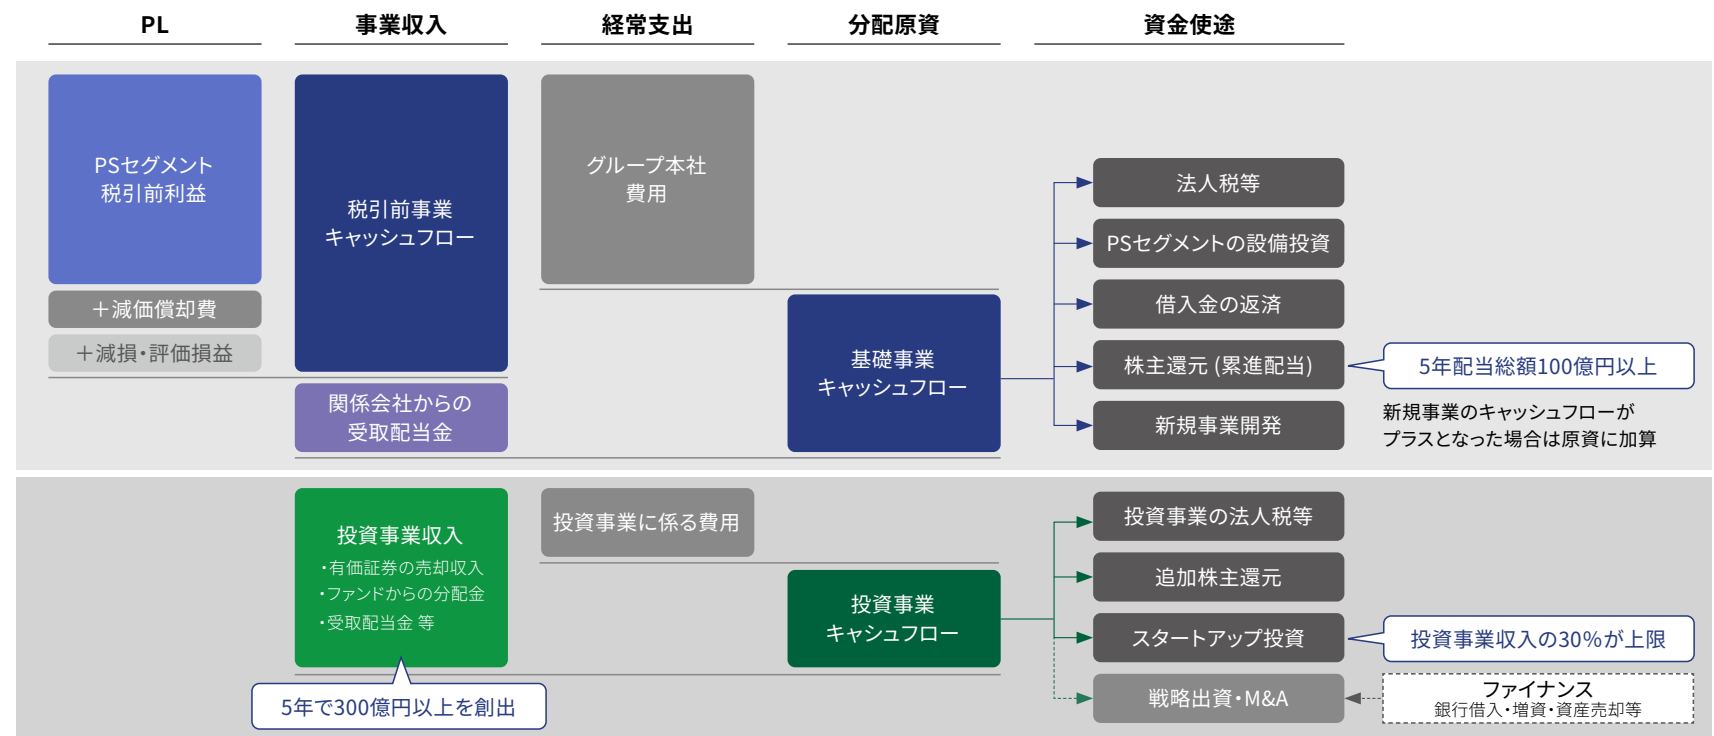 PL
事業収入
経常支出
分配原資
資金使途
PSセグメント
税引前利益
＋減価償却費
＋減損・評価損益
税引前事業
キャッシュフロー
関係会社からの
受取配当金
グループ本社
費用
基礎事業
キャッシュフロー
法人税等
PSセグメントの設備投資
借入金の返済
株主還元 (累進配当)
新規事業開発
5年配当総額100億円以上
新規事業のキャッシュフローが
プラスとなった場合は原資に加算
投資事業収入
・有価証券の売却収入
・ファンドからの分配金
・受取配当金 等
5年で300億円以上を創出
投資事業に係る費用
投資事業
キャシュフロー
投資事業の法人税等
追加株主還元
スタートアップ投資
戦略出資・M&A
投資事業収入の30%が上限
ファイナンス
銀行借入・増資・資産売却等